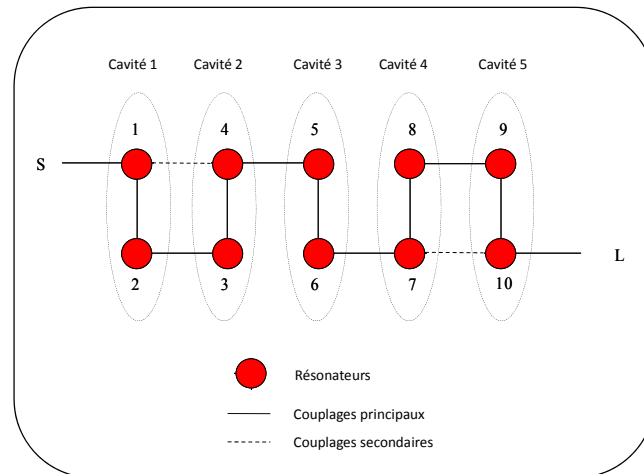 Cavité 1 Cavité 2 Cavité 3 Cavité 4 Cavité 5
1 4 5 8 9
S
L
2 3 6 7 10
Résonateurs
Couplages principaux
Couplages secondaires